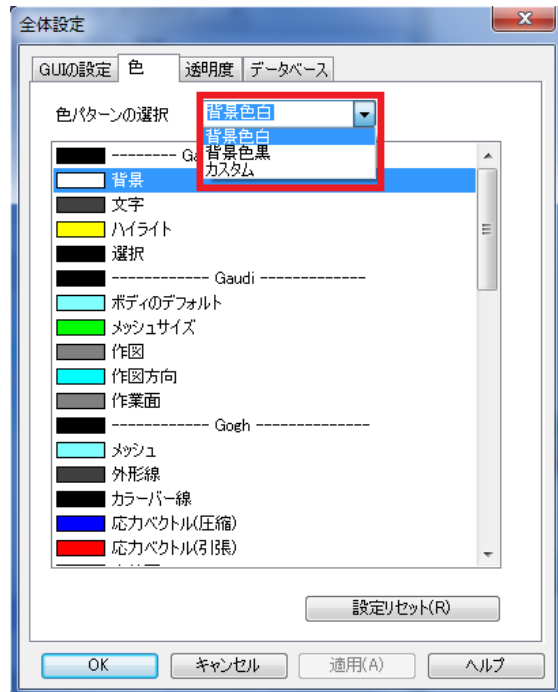 全体設定
GUIの設定 色 透明度 データベース
色パターンの選択 背景色白
背景色白
背景色黒
カスタム
-------- Ga
背景
文字
ハイライト
選択
------------ Gaudi -------------
ボディのデフォルト
メッシュサイズ
作図
作図方向
作業面
------------ Gogh --------------
メッシュ
外形線
カラーバー線
応力ベクトル(圧縮)
応力ベクトル(引張)
設定リセット(R)
OK キャンセル 適用(A) ヘルプ